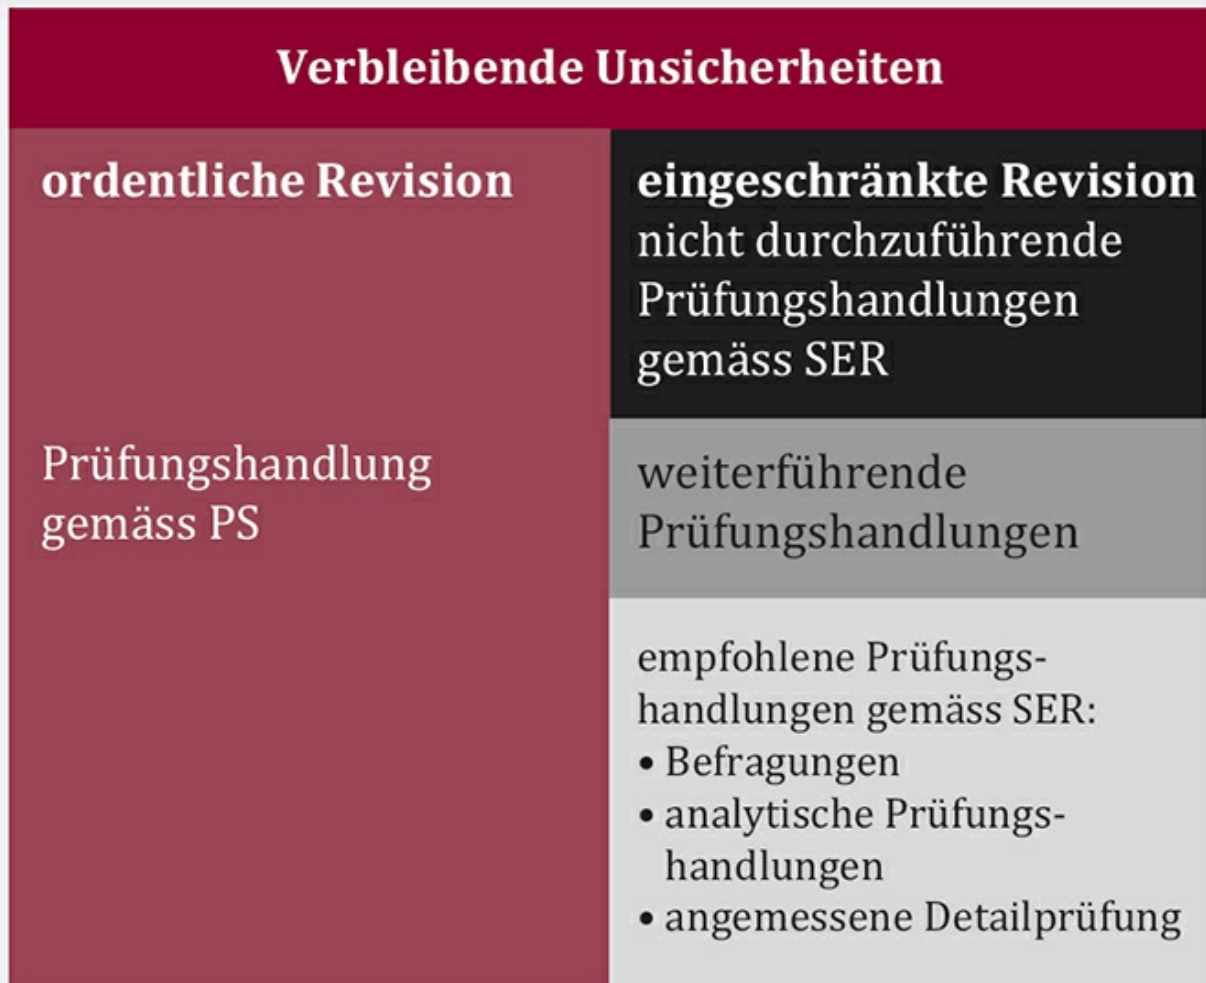 Verbleibende Unsicherheiten
ordentliche Revision
Prüfungshandlung
gemäss PS
eingeschränkte Revision
nicht durchzuführende
Prüfungshandlungen
gemäss SER
weiterführende
Prüfungshandlungen
empfohlene Prüfungs-
handlungen gemäss SER:
• Befragungen
• analytische Prüfungs-
handlungen
• angemessene Detailprüfung